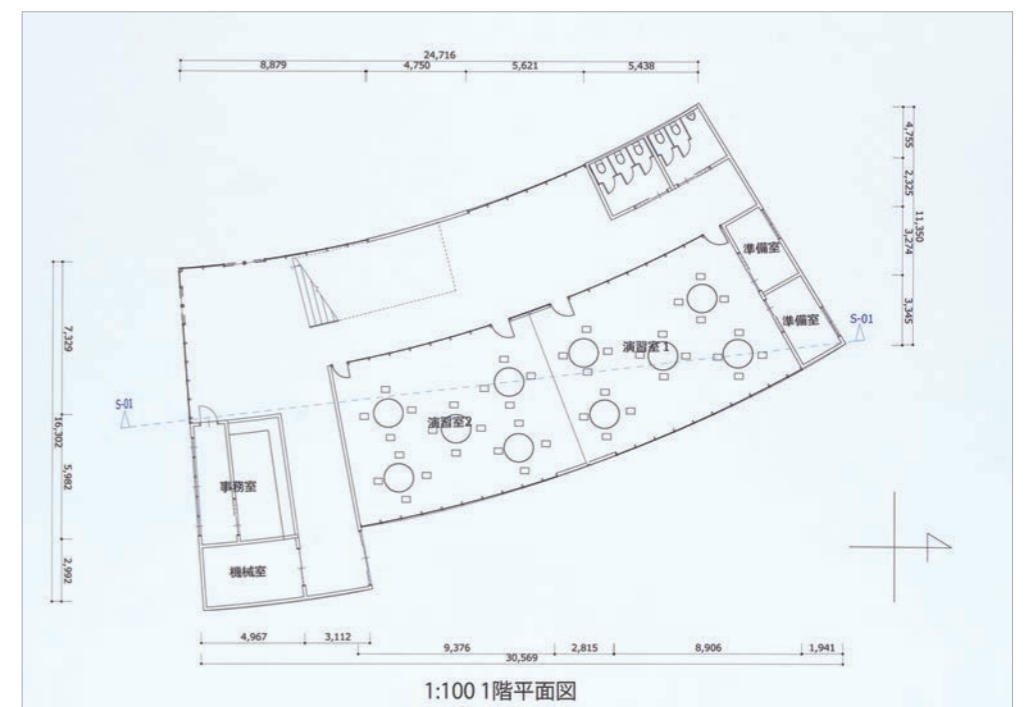 24,716
8,879
4,750
5,621
5,438
4,755
2,325
11,350
3,274
3,345
準備室
準備室
S-01
演習室1
7,329
S-01
16,302
演習室2
5,982
事務室
2,992
機械室
4,967
3,112
9,376
2,815
8,906
1,941
30,569
1:100 1階平面図